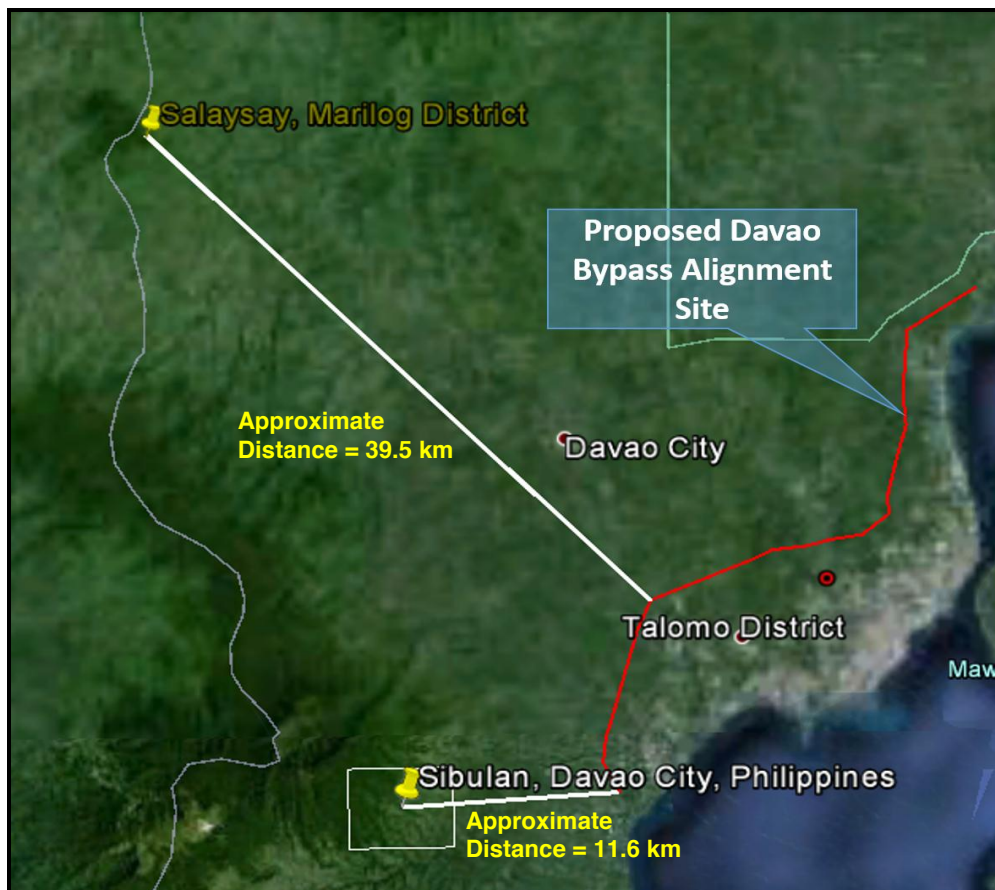 Salaysay, Marilog District
Proposed Davao
Bypass Alignment
Site
Approximate
Distance = 39.5 km
Davao City
Talomo District
Maw
Sibulan, Davao City, Philippines
Approximate
Distance = 11.6 km